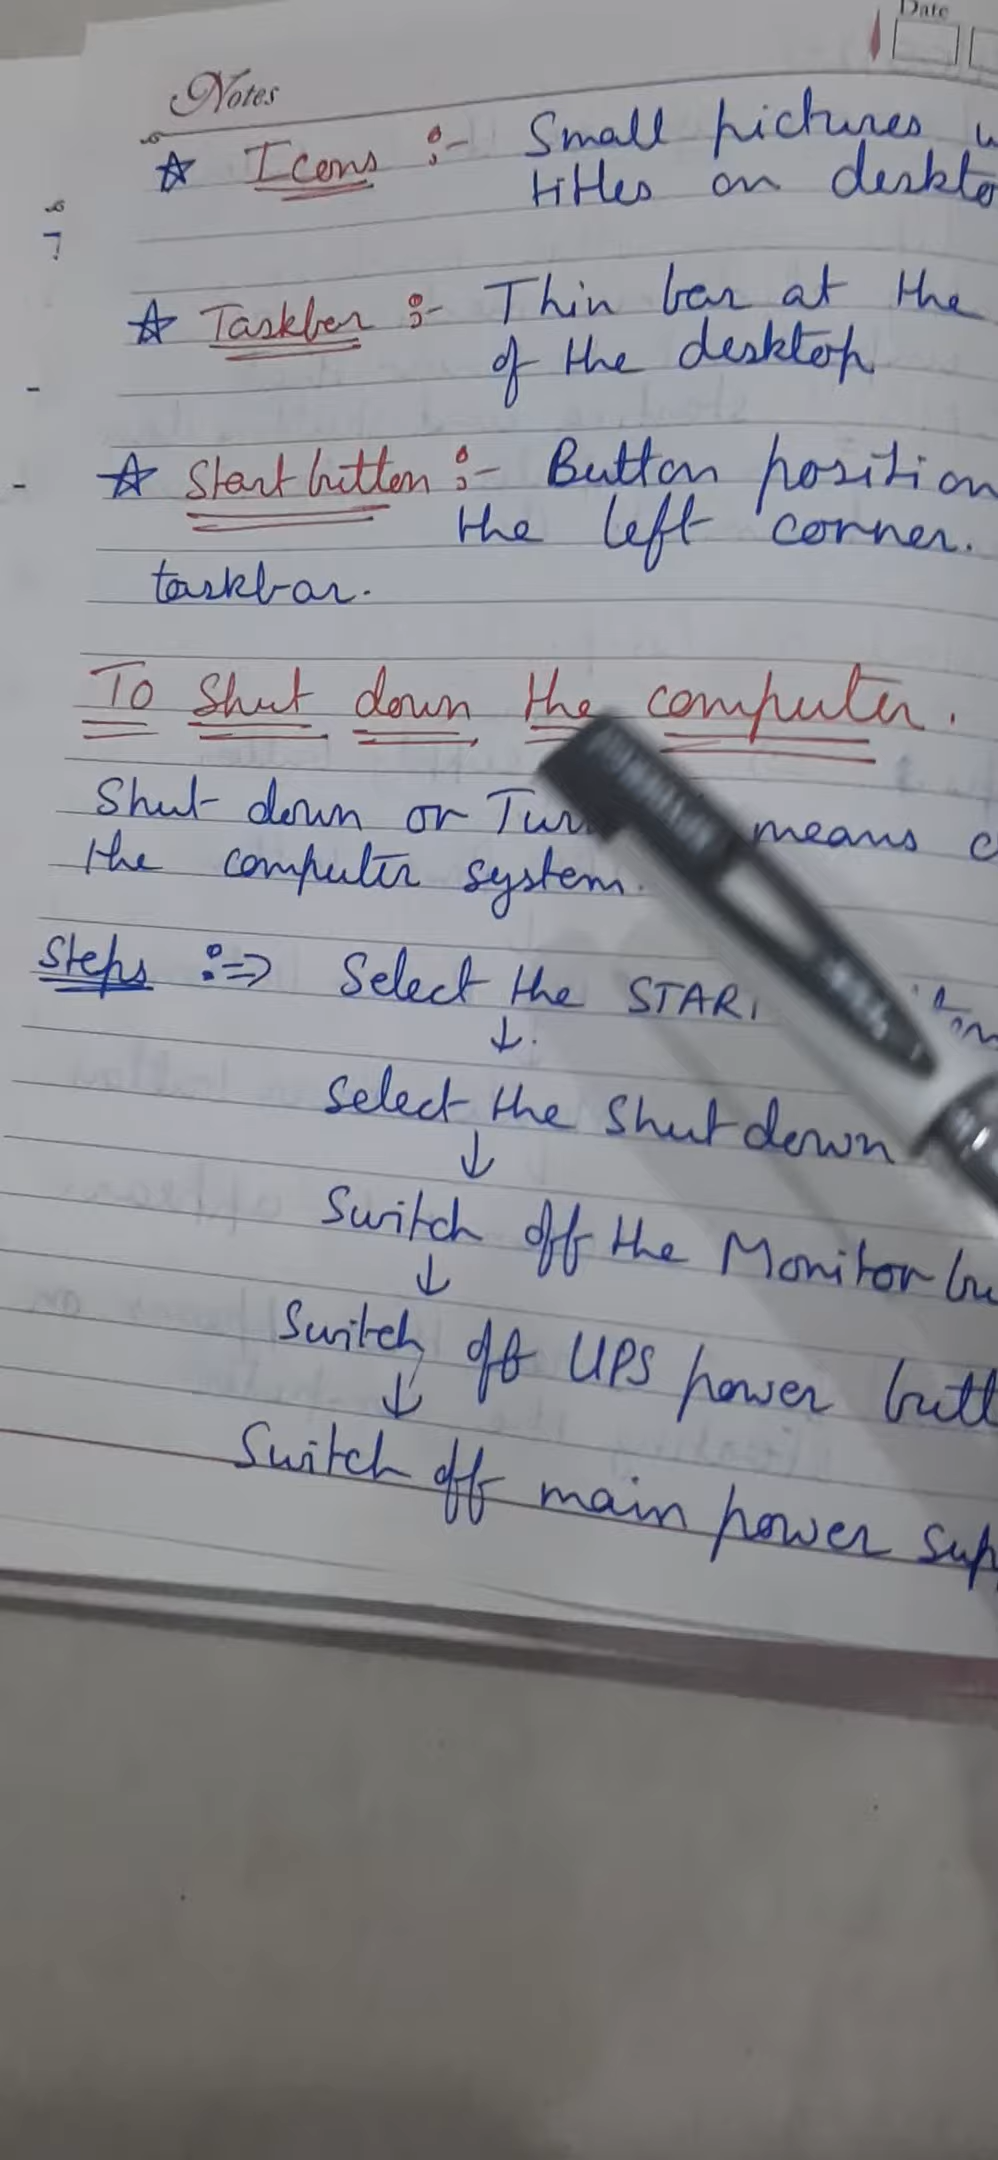 Date
Notes
☆ Icons :- Small pictures
titles on
☆ Taskbar :- Thin bar at the
of the desktop
☆ Start button :- Button
the left corner.
taskbar.
To Shut down the computer.
Shut down or means
the computer system.
Steps :⇒ Select the
↓
Select the Shut down
↓
Switch off the Monitor
↓
Switch off UPS power
↓
Switch off main power